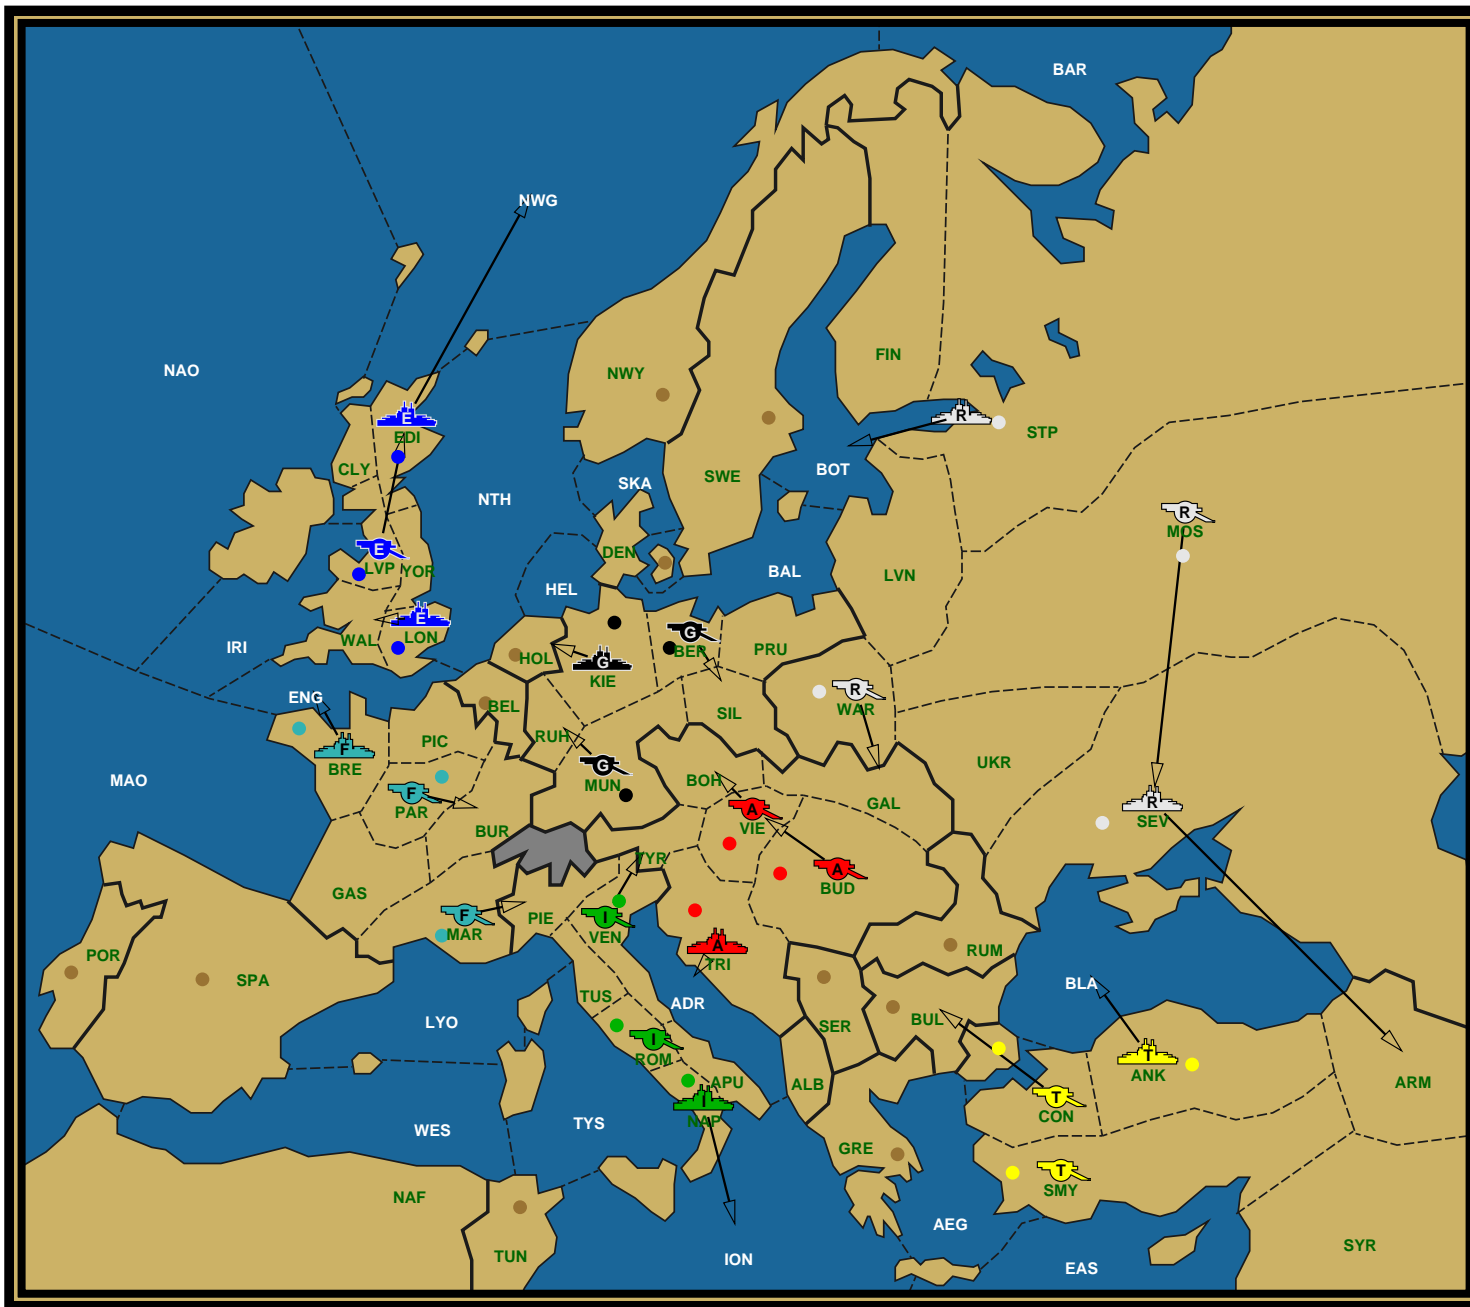 BAR
NWG
NAO
FIN
NWY
E
EDI
R
STP
CLY
NTH
SKA
SWE
BOT
R
MOS
E
LVP
YOR
DEN
BAL
LVN
HEL
E
LON
WAL
IRI
HOL
G
KIE
G
BER
PRU
ENG
BEL
SIL
R
WAR
F
BRE
PIC
RUH
G
MUN
UKR
MAO
BOH
F
PAR
A
VIE
GAL
R
SEV
BUR
TYR
A
BUD
GAS
F
MAR
PIE
I
VEN
POR
SPA
A
TRI
RUM
BLA
TUS
ADR
LYO
SER
BUL
I
ROM
T
ANK
APU
ALB
ARM
I
NAP
T
CON
WES
TYS
GRE
T
SMY
NAF
AEG
TUN
ION
EAS
SYR